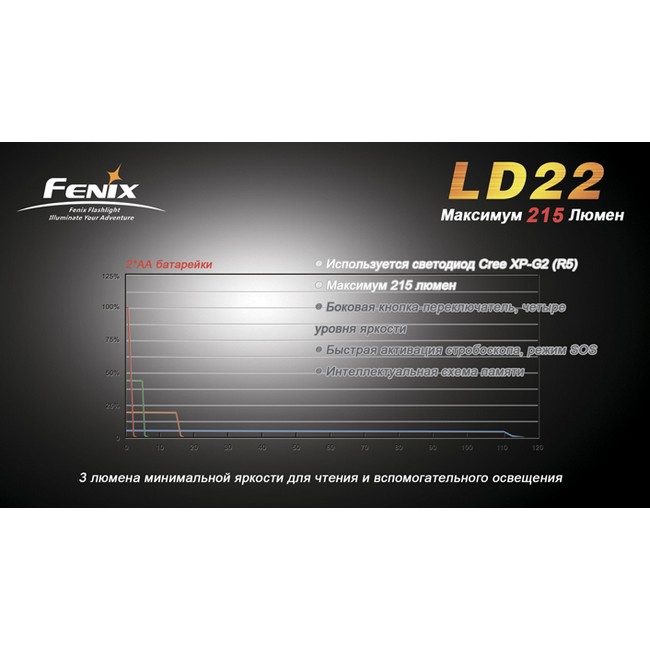 FENIX
Fenix Flashlight
Illuminate Your Adventure
LD22
Максимум 215 Люмен
2*AA батарейки
• Используется светодиод Cree XP-G2 (R5)
• Максимум 215 люмен
• Боковая кнопка-переключатель, четыре
уровня яркости
• Быстрая активация стробоскопа, режим SOS
• Интеллектуальная схема памяти
125%
100%
75%
50%
25%
0
0 10 20 30 40 50 60 70 80 90 100 110 120
3 люмена минимальной яркости для чтения и вспомогательного освещения